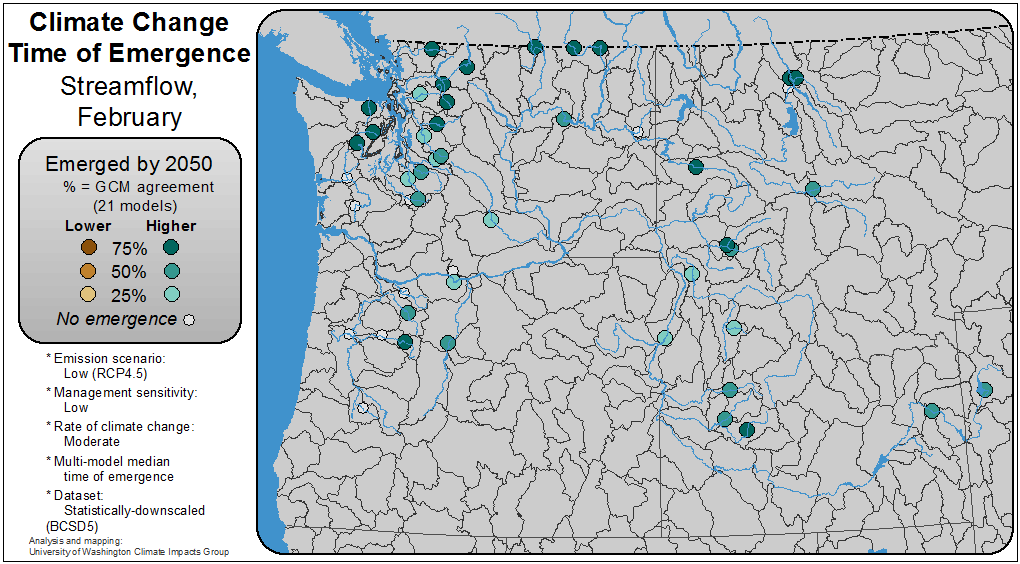 Climate Change
Time of Emergence
Streamflow,
February
Emerged by 2050
% = GCM agreement
(21 models)
Lower Higher
75%
50%
25%
No emergence
* Emission scenario:
Low (RCP4.5)
* Management sensitivity:
Low
* Rate of climate change:
Moderate
* Multi-model median
time of emergence
* Dataset:
Statistically-downscaled
(BCSD5)
Analysis and mapping:
University of Washington Climate Impacts Group